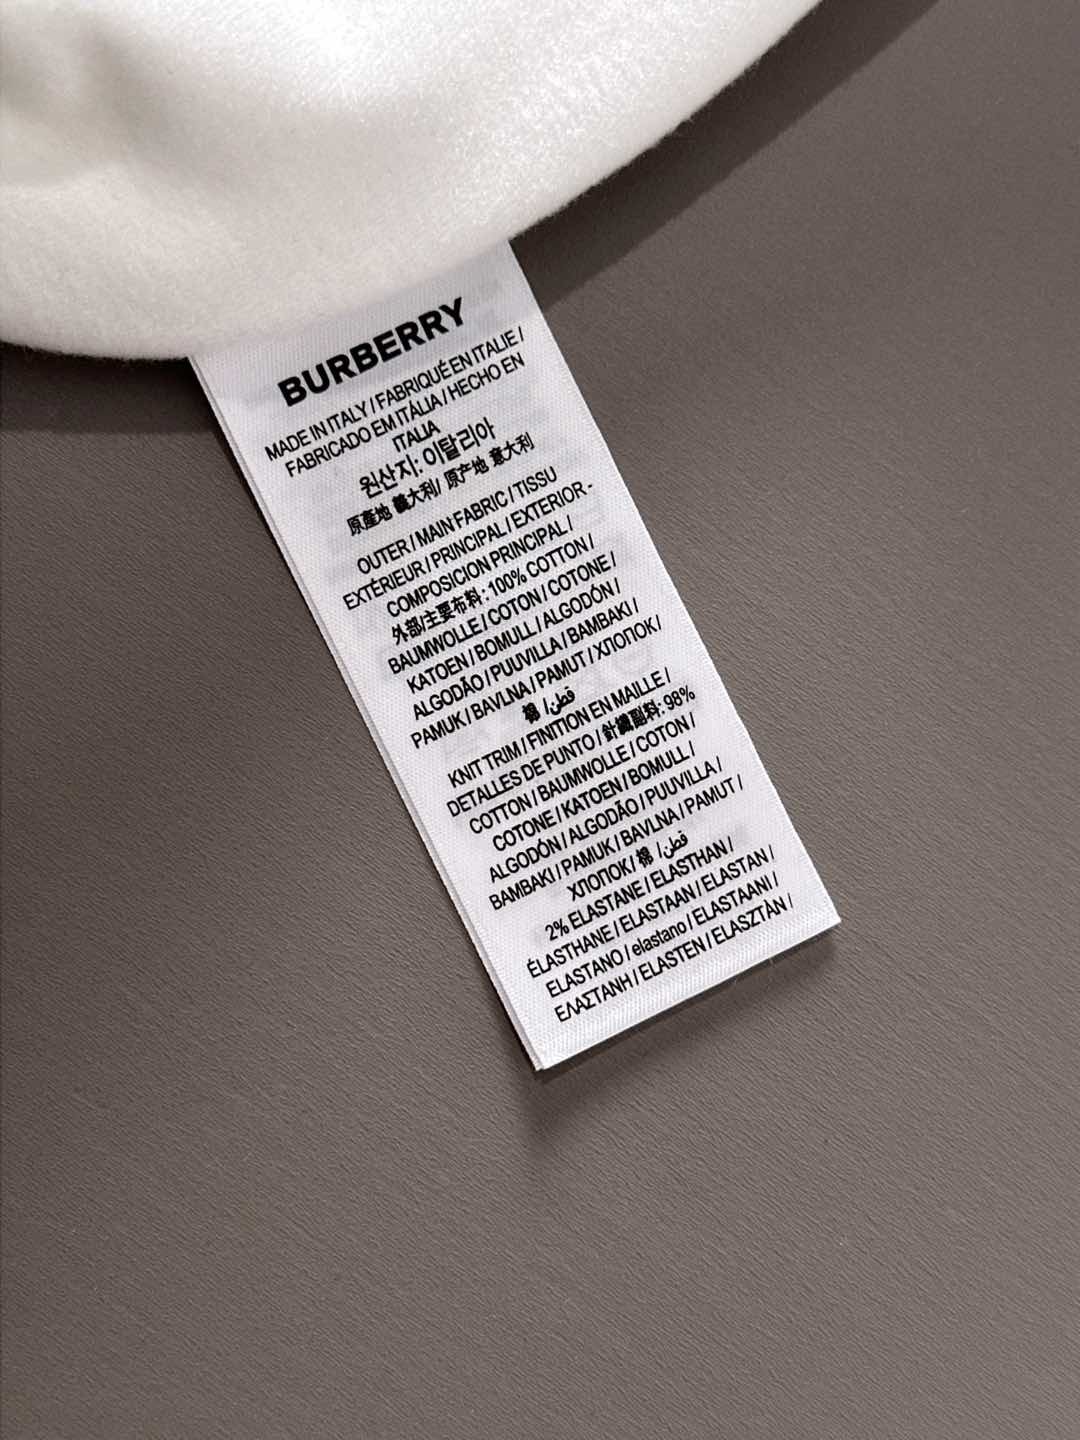 BURBERRY
MADE IN ITALY / FABRIQUÉ EN ITALIE /
FABRICADO EM ITÁLIA / HECHO EN
ITALIA
원산지: 이탈리아
原產地 義大利/ 原产地 意大利
OUTER / MAIN FABRIC / TISSU
EXTÉRIEUR / PRINCIPAL / EXTERIOR -
COMPOSICION PRINCIPAL /
外部/主要布料: 100% COTTON /
BAUMWOLLE / COTON / COTONE /
KATOEN / BOMULL / ALGODÓN /
ALGODÃO / PUUVILLA / BAMBAKI /
PAMUK / BAVLNA / PAMUT / ХЛОПОК /
棉 / قطن
KNIT TRIM / FINITION EN MAILLE /
DETALLES DE PUNTO / 針織副料: 98%
COTTON / BAUMWOLLE / COTON /
COTONE / KATOEN / BOMULL /
ALGODÓN / ALGODÃO / PUUVILLA /
BAMBAKI / PAMUK / BAVLNA / PAMUT /
ХЛОПОК / 棉 / قطن
2% ELASTANE / ELASTHAN /
ÉLASTHANE / ELASTAAN / ELASTAN /
ELASTANO / elastano / ELASTAANI /
ΕΛΑΣΤΑΝΗ / ELASTEN / ELASZTÀN /